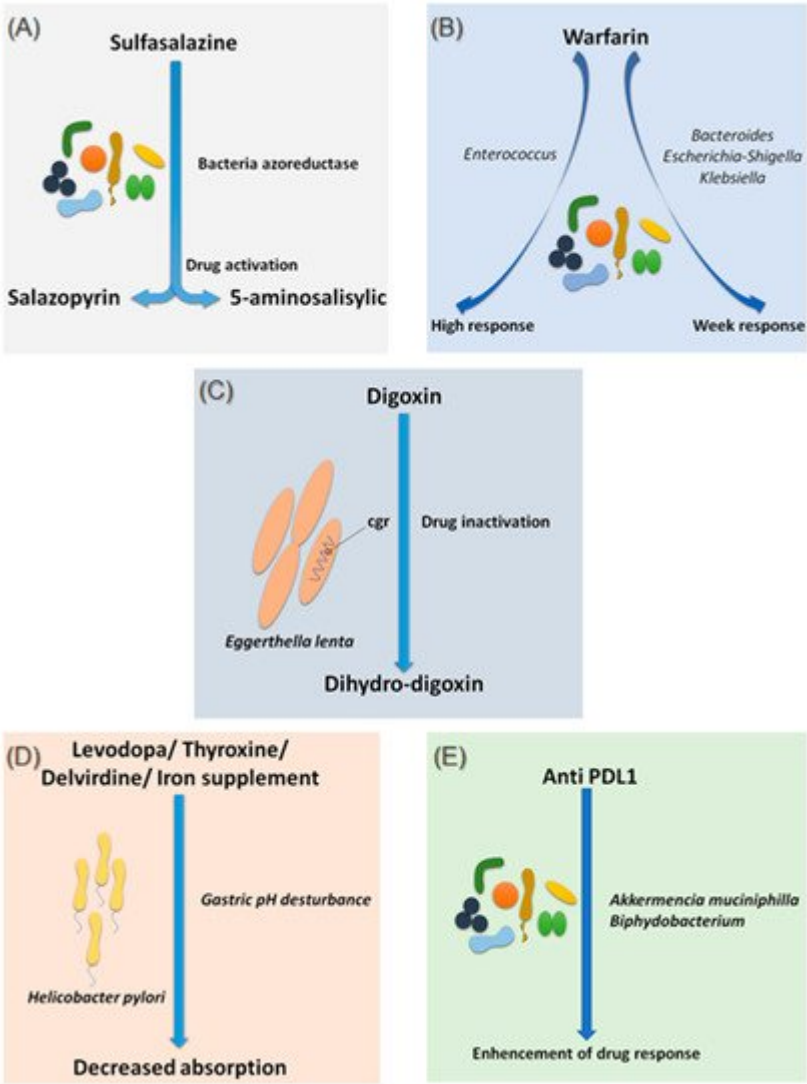 (A)
Sulfasalazine
Bacteria azoreductase
Drug activation
Salazopyrin
5-aminosalisylic
(B)
Warfarin
Enterococcus
Bacteroides
Escherichia-Shigella
Klebsiella
High response
Week response
(C)
Digoxin
cgr
Drug inactivation
Eggerthella lenta
Dihydro-digoxin
(D)
Levodopa/ Thyroxine/
Delvirdine/ Iron supplement
Gastric pH desturbance
Helicobacter pylori
Decreased absorption
(E)
Anti PDL1
Akkermencia muciniphilla
Biphydobacterium
Enhencement of drug response